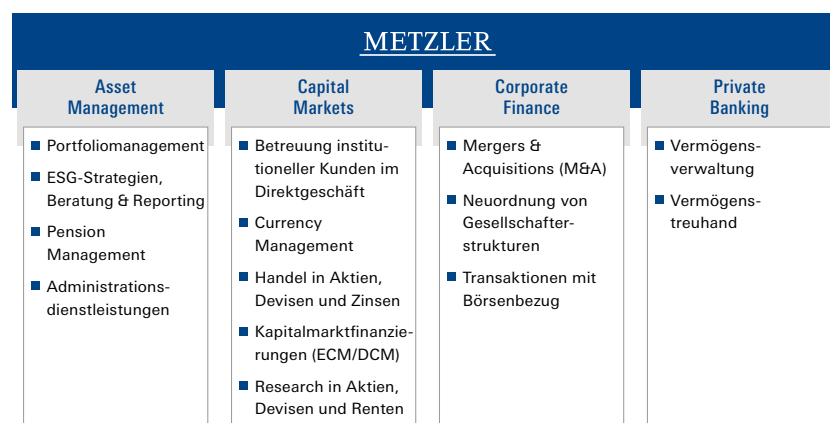 METZLER
Asset
Management
Portfoliomanagement
ESG-Strategien,
Beratung & Reporting
Pension
Management
Administrations-
dienstleistungen
Capital
Markets
Betreuung institu-
tioneller Kunden im
Direktgeschäft
Currency
Management
Handel in Aktien,
Devisen und Zinsen
Kapitalmarktfinanzie-
rungen (ECM/DCM)
Research in Aktien,
Devisen und Renten
Corporate
Finance
Mergers &
Acquisitions (M&A)
Neuordnung von
Gesellschafter-
strukturen
Transaktionen mit
Börsenbezug
Private
Banking
Vermögens-
verwaltung
Vermögens-
treuhand